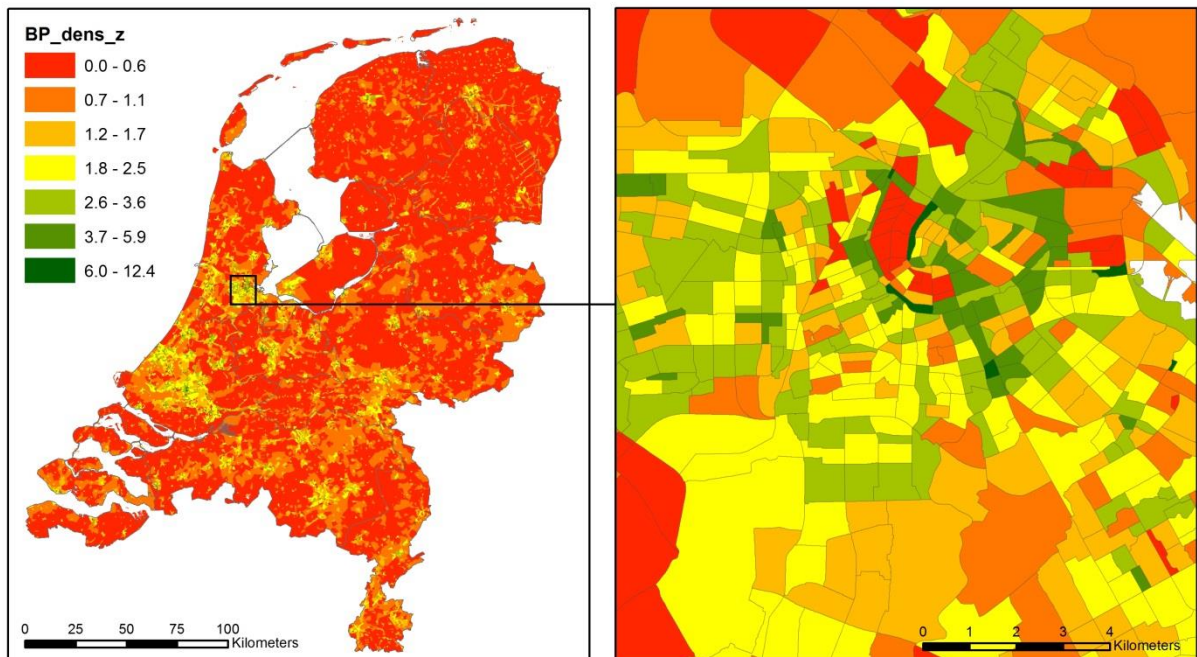 BP_dens_z
0.0 - 0.6
0.7 - 1.1
1.2 - 1.7
1.8 - 2.5
2.6 - 3.6
3.7 - 5.9
6.0 - 12.4
0 25 50 75 100
Kilometers
0 1 2 3 4
Kilometers